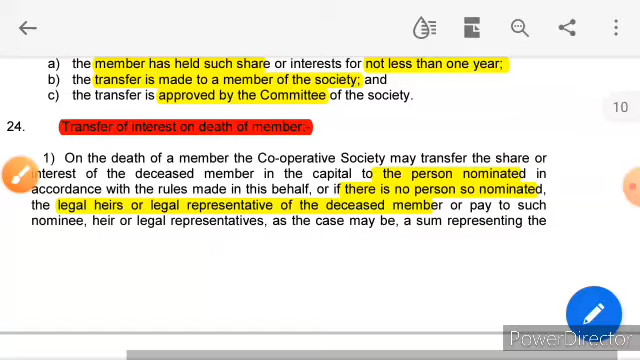 a) the member has held such share or interests for not less than one year;
b) the transfer is made to a member of the society; and
c) the transfer is approved by the Committee of the society.
10
24. Transfer of interest on death of member:-
1) On the death of a member the Co-operative Society may transfer the share or
interest of the deceased member in the capital to the person nominated in
accordance with the rules made in this behalf, or if there is no person so nominated,
the legal heirs or legal representative of the deceased member or pay to such
nominee, heir or legal representatives, as the case may be, a sum representing the
PowerDirector